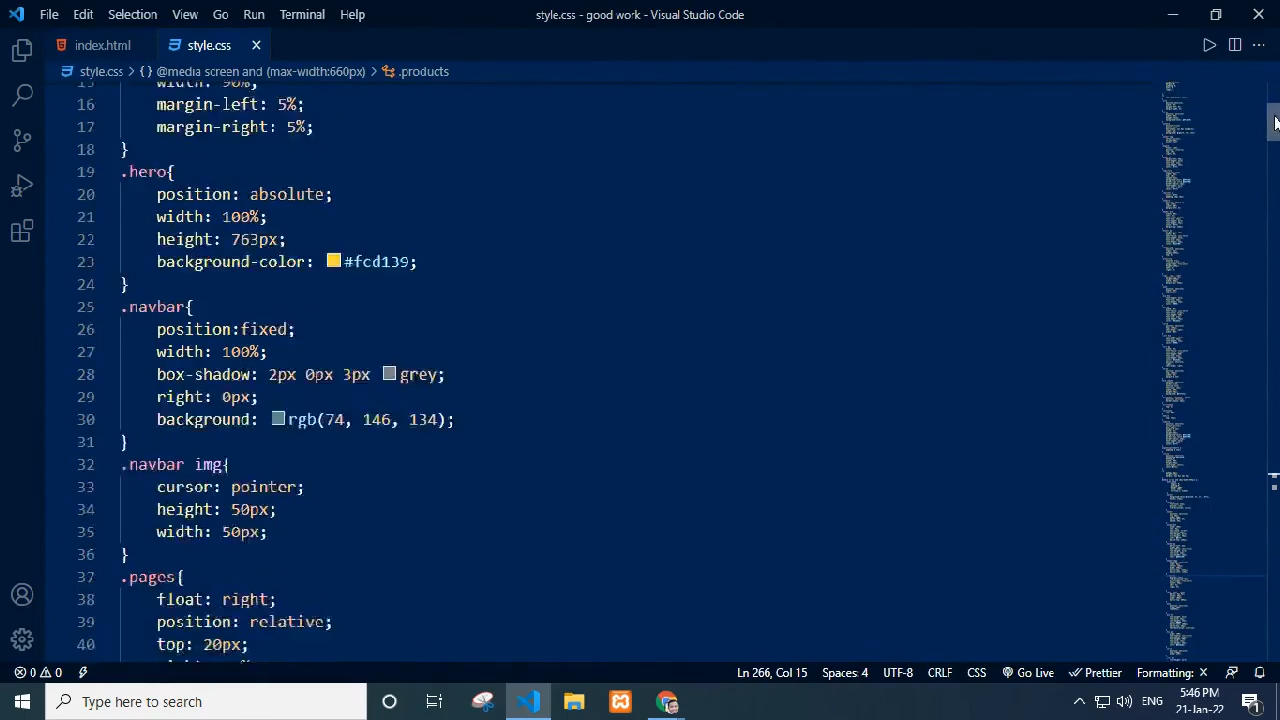 File Edit Selection View Go Run Terminal Help
style.css - good work - Visual Studio Code
index.html
style.css
style.css > {} @media screen and (max-width:660px) > .products
15 width: 90%;
16 margin-left: 5%;
17 margin-right: 5%;
18 }
19 .hero{
20 position: absolute;
21 width: 100%;
22 height: 763px;
23 background-color: #fcd139;
24 }
25 .navbar{
26 position:fixed;
27 width: 100%;
28 box-shadow: 2px 0px 3px grey;
29 right: 0px;
30 background: rgb(74, 146, 134);
31 }
32 .navbar img{
33 cursor: pointer;
34 height: 50px;
35 width: 50px;
36 }
37 .pages{
38 float: right;
39 position: relative;
40 top: 20px;
0 0 Ln 266, Col 15 Spaces: 4 UTF-8 CRLF CSS Go Live Prettier Formatting: ×
Type here to search
ENG
5:46 PM
21-Jan-22
1